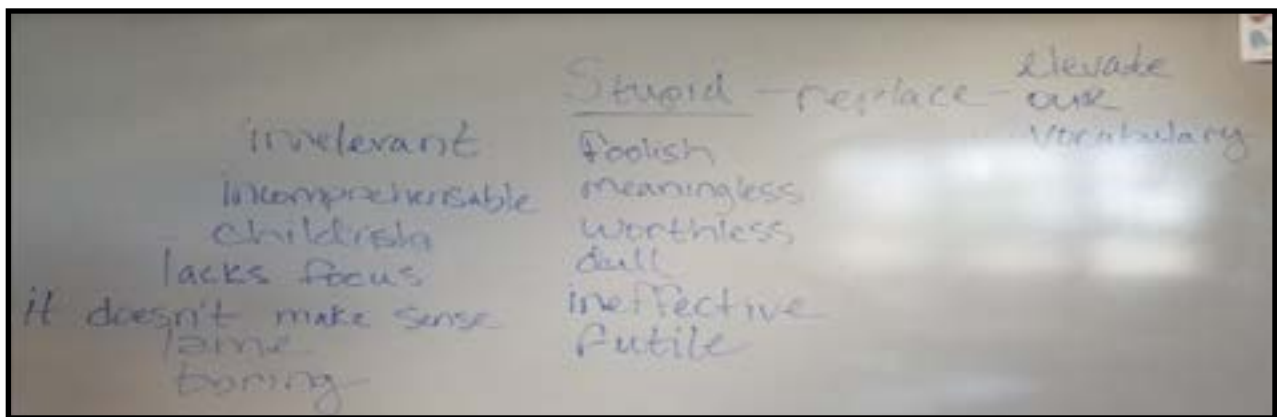 Stupid - replace - elevate
our
vocabulary
irrelevant
incomprehensable
childish
lacks focus
it doesn't make sense
lame
boring
foolish
meaningless
worthless
dull
ineffective
futile